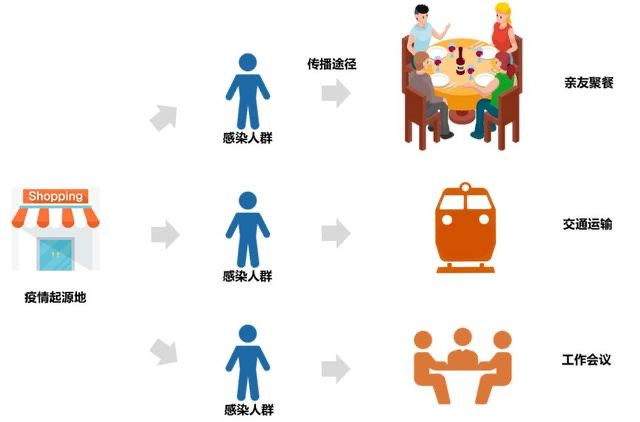 传播途径
亲友聚餐
感染人群
Shopping
交通运输
感染人群
疫情起源地
工作会议
感染人群